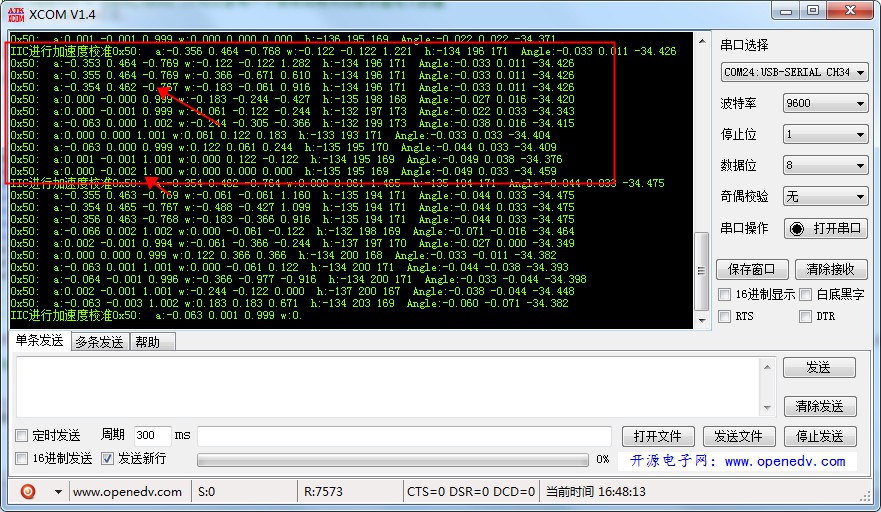 ATK
XCOM XCOM V1.4
0x50: a:-0.001 -0.001 0.999 w:0.000 -0.061 0.000 h:-136 195 169 Angle:-0.022 0.022 -34.371
IIC进行加速度校准0x50: a:-0.356 0.464 -0.768 w:-0.122 -0.122 1.221 h:-134 196 171 Angle:-0.033 0.011 -34.426
0x50: a:-0.353 0.464 -0.769 w:-0.122 -0.122 1.282 h:-134 196 171 Angle:-0.033 0.011 -34.426
0x50: a:-0.355 0.464 -0.769 w:-0.366 -0.671 0.610 h:-134 196 171 Angle:-0.033 0.011 -34.426
0x50: a:-0.354 0.462 -0.767 w:-0.183 -0.061 0.916 h:-134 196 171 Angle:-0.033 0.011 -34.426
0x50: a:0.000 -0.000 0.999 w:-0.183 -0.244 -0.427 h:-135 198 168 Angle:-0.027 0.016 -34.420
0x50: a:-0.000 -0.001 0.999 w:-0.061 -0.122 -0.244 h:-134 197 173 Angle:-0.022 0.033 -34.343
0x50: a:-0.063 0.000 1.002 w:-0.244 -0.305 -0.366 h:-132 199 173 Angle:-0.038 0.016 -34.415
0x50: a:0.000 0.000 1.001 w:0.061 0.122 0.183 h:-133 193 171 Angle:-0.033 0.033 -34.404
0x50: a:-0.063 0.000 0.999 w:0.122 0.061 0.244 h:-135 195 170 Angle:-0.044 0.033 -34.409
0x50: a:0.001 -0.001 1.001 w:0.000 0.122 -0.122 h:-134 195 169 Angle:-0.049 0.038 -34.376
0x50: a:0.000 -0.002 1.000 w:0.000 0.000 0.000 h:-135 195 169 Angle:-0.049 0.033 -34.459
IIC进行加速度校准0x50: a:-0.354 0.462 -0.764 w:0.000 0.061 1.465 h:-135 194 171 Angle:-0.044 0.033 -34.475
0x50: a:-0.355 0.463 -0.769 w:-0.061 -0.061 1.160 h:-135 194 171 Angle:-0.044 0.033 -34.475
0x50: a:-0.354 0.465 -0.767 w:-0.488 -0.427 1.099 h:-135 194 171 Angle:-0.044 0.033 -34.475
0x50: a:-0.356 0.463 -0.768 w:-0.183 -0.366 0.916 h:-135 194 171 Angle:-0.044 0.033 -34.475
0x50: a:-0.066 0.002 1.002 w:-0.061 -0.000 -0.122 h:-132 198 169 Angle:-0.071 -0.016 -34.464
0x50: a:0.002 -0.001 0.994 w:-0.061 -0.366 -0.244 h:-137 197 170 Angle:-0.027 0.000 -34.349
0x50: a:-0.000 0.000 0.999 w:0.122 0.366 0.366 h:-134 200 168 Angle:-0.033 -0.011 -34.382
0x50: a:-0.063 0.001 1.001 w:0.000 -0.061 0.122 h:-134 200 171 Angle:-0.044 -0.038 -34.393
0x50: a:-0.064 -0.001 0.996 w:-0.366 -0.977 -0.916 h:-134 200 171 Angle:-0.033 -0.044 -34.398
0x50: a:0.002 -0.001 1.001 w:-0.244 -0.122 0.000 h:-137 200 167 Angle:-0.038 -0.044 -34.448
0x50: a:-0.063 -0.003 1.002 w:0.183 0.183 0.671 h:-134 203 169 Angle:-0.060 -0.071 -34.382
IIC进行加速度校准0x50: a:-0.063 0.001 0.999 w:0.
串口选择
COM24:USB-SERIAL CH34
波特率 9600
停止位 1
数据位 8
奇偶校验 无
串口操作 打开串口
保存窗口 清除接收
16进制显示 白底黑字
RTS DTR
单条发送 多条发送 帮助
发送
清除发送
定时发送 周期 300 ms 打开文件 发送文件 停止发送
16进制发送 发送新行 0% 开源电子网：www.openedv.com
www.openedv.com S:0 R:7573 CTS=0 DSR=0 DCD=0 当前时间 16:48:13